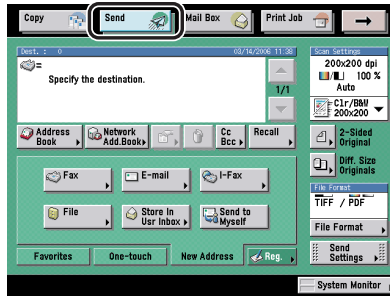 Copy
Send
Mail Box
Print Job
Dest. : 0
03/14/2006 11:38
Specify the destination.
1/1
Address
Book
Network
Add.Book
Cc
Bcc
Recall
Fax
E-mail
I-Fax
File
Store In
Usr Inbox
Send to
Myself
Favorites
One-touch
New Address
Reg.
Scan Settings
200x200 dpi
100 %
Auto
Clr/B&W
200x200
2-Sided
Original
Diff. Size
Originals
File Format
TIFF / PDF
File Format
Send
Settings
System Monitor